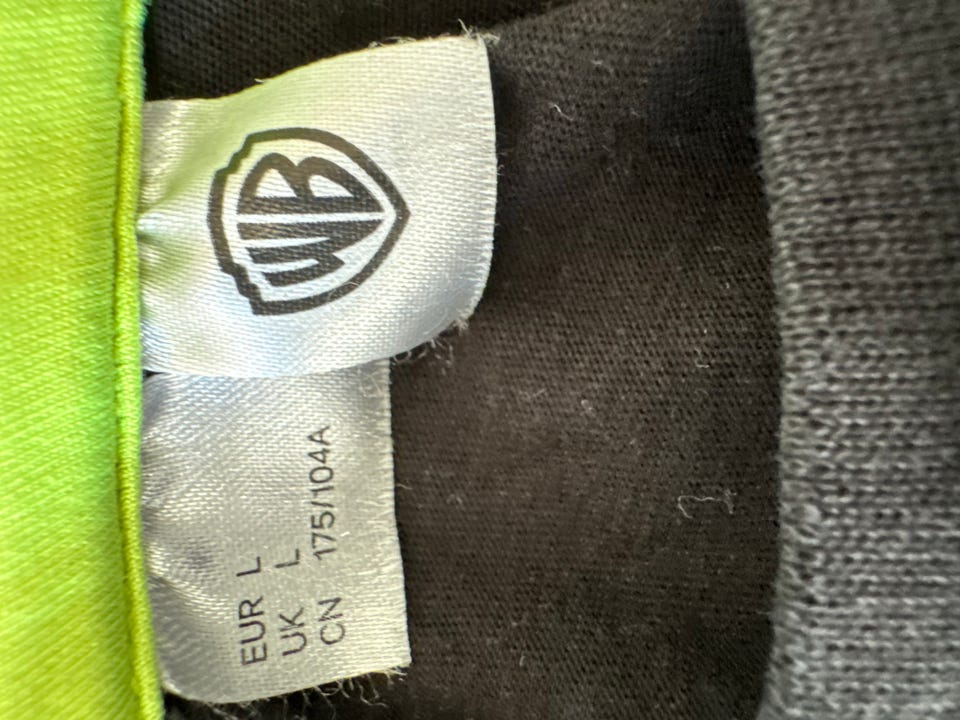 WB
EUR L
UK L
CN 175/104A